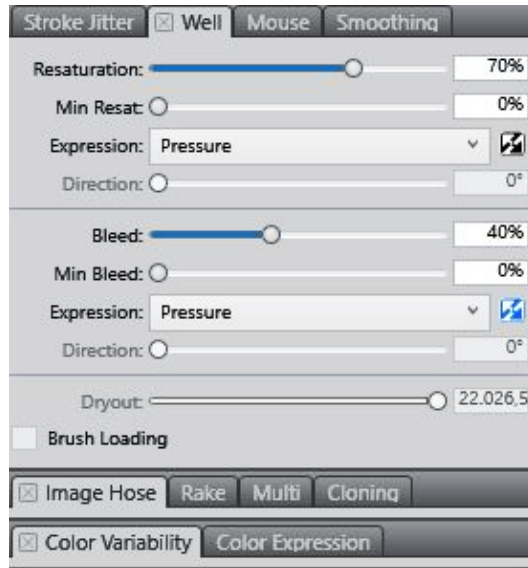 Stroke Jitter Well Mouse Smoothing
Resaturation: 70%
Min Resat: 0%
Expression: Pressure
Direction: 0°
Bleed: 40%
Min Bleed: 0%
Expression: Pressure
Direction: 0°
Dryout: 22.026,5
Brush Loading
Image Hose Rake Multi Cloning
Color Variability Color Expression